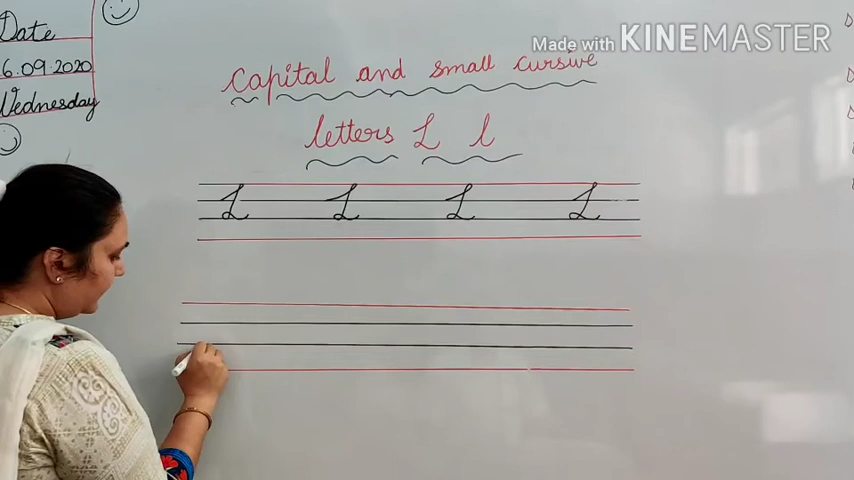 Date
6.09.2020
Wednesday
Made with KINEMASTER
Capital and small cursive
letters L l
L L L L